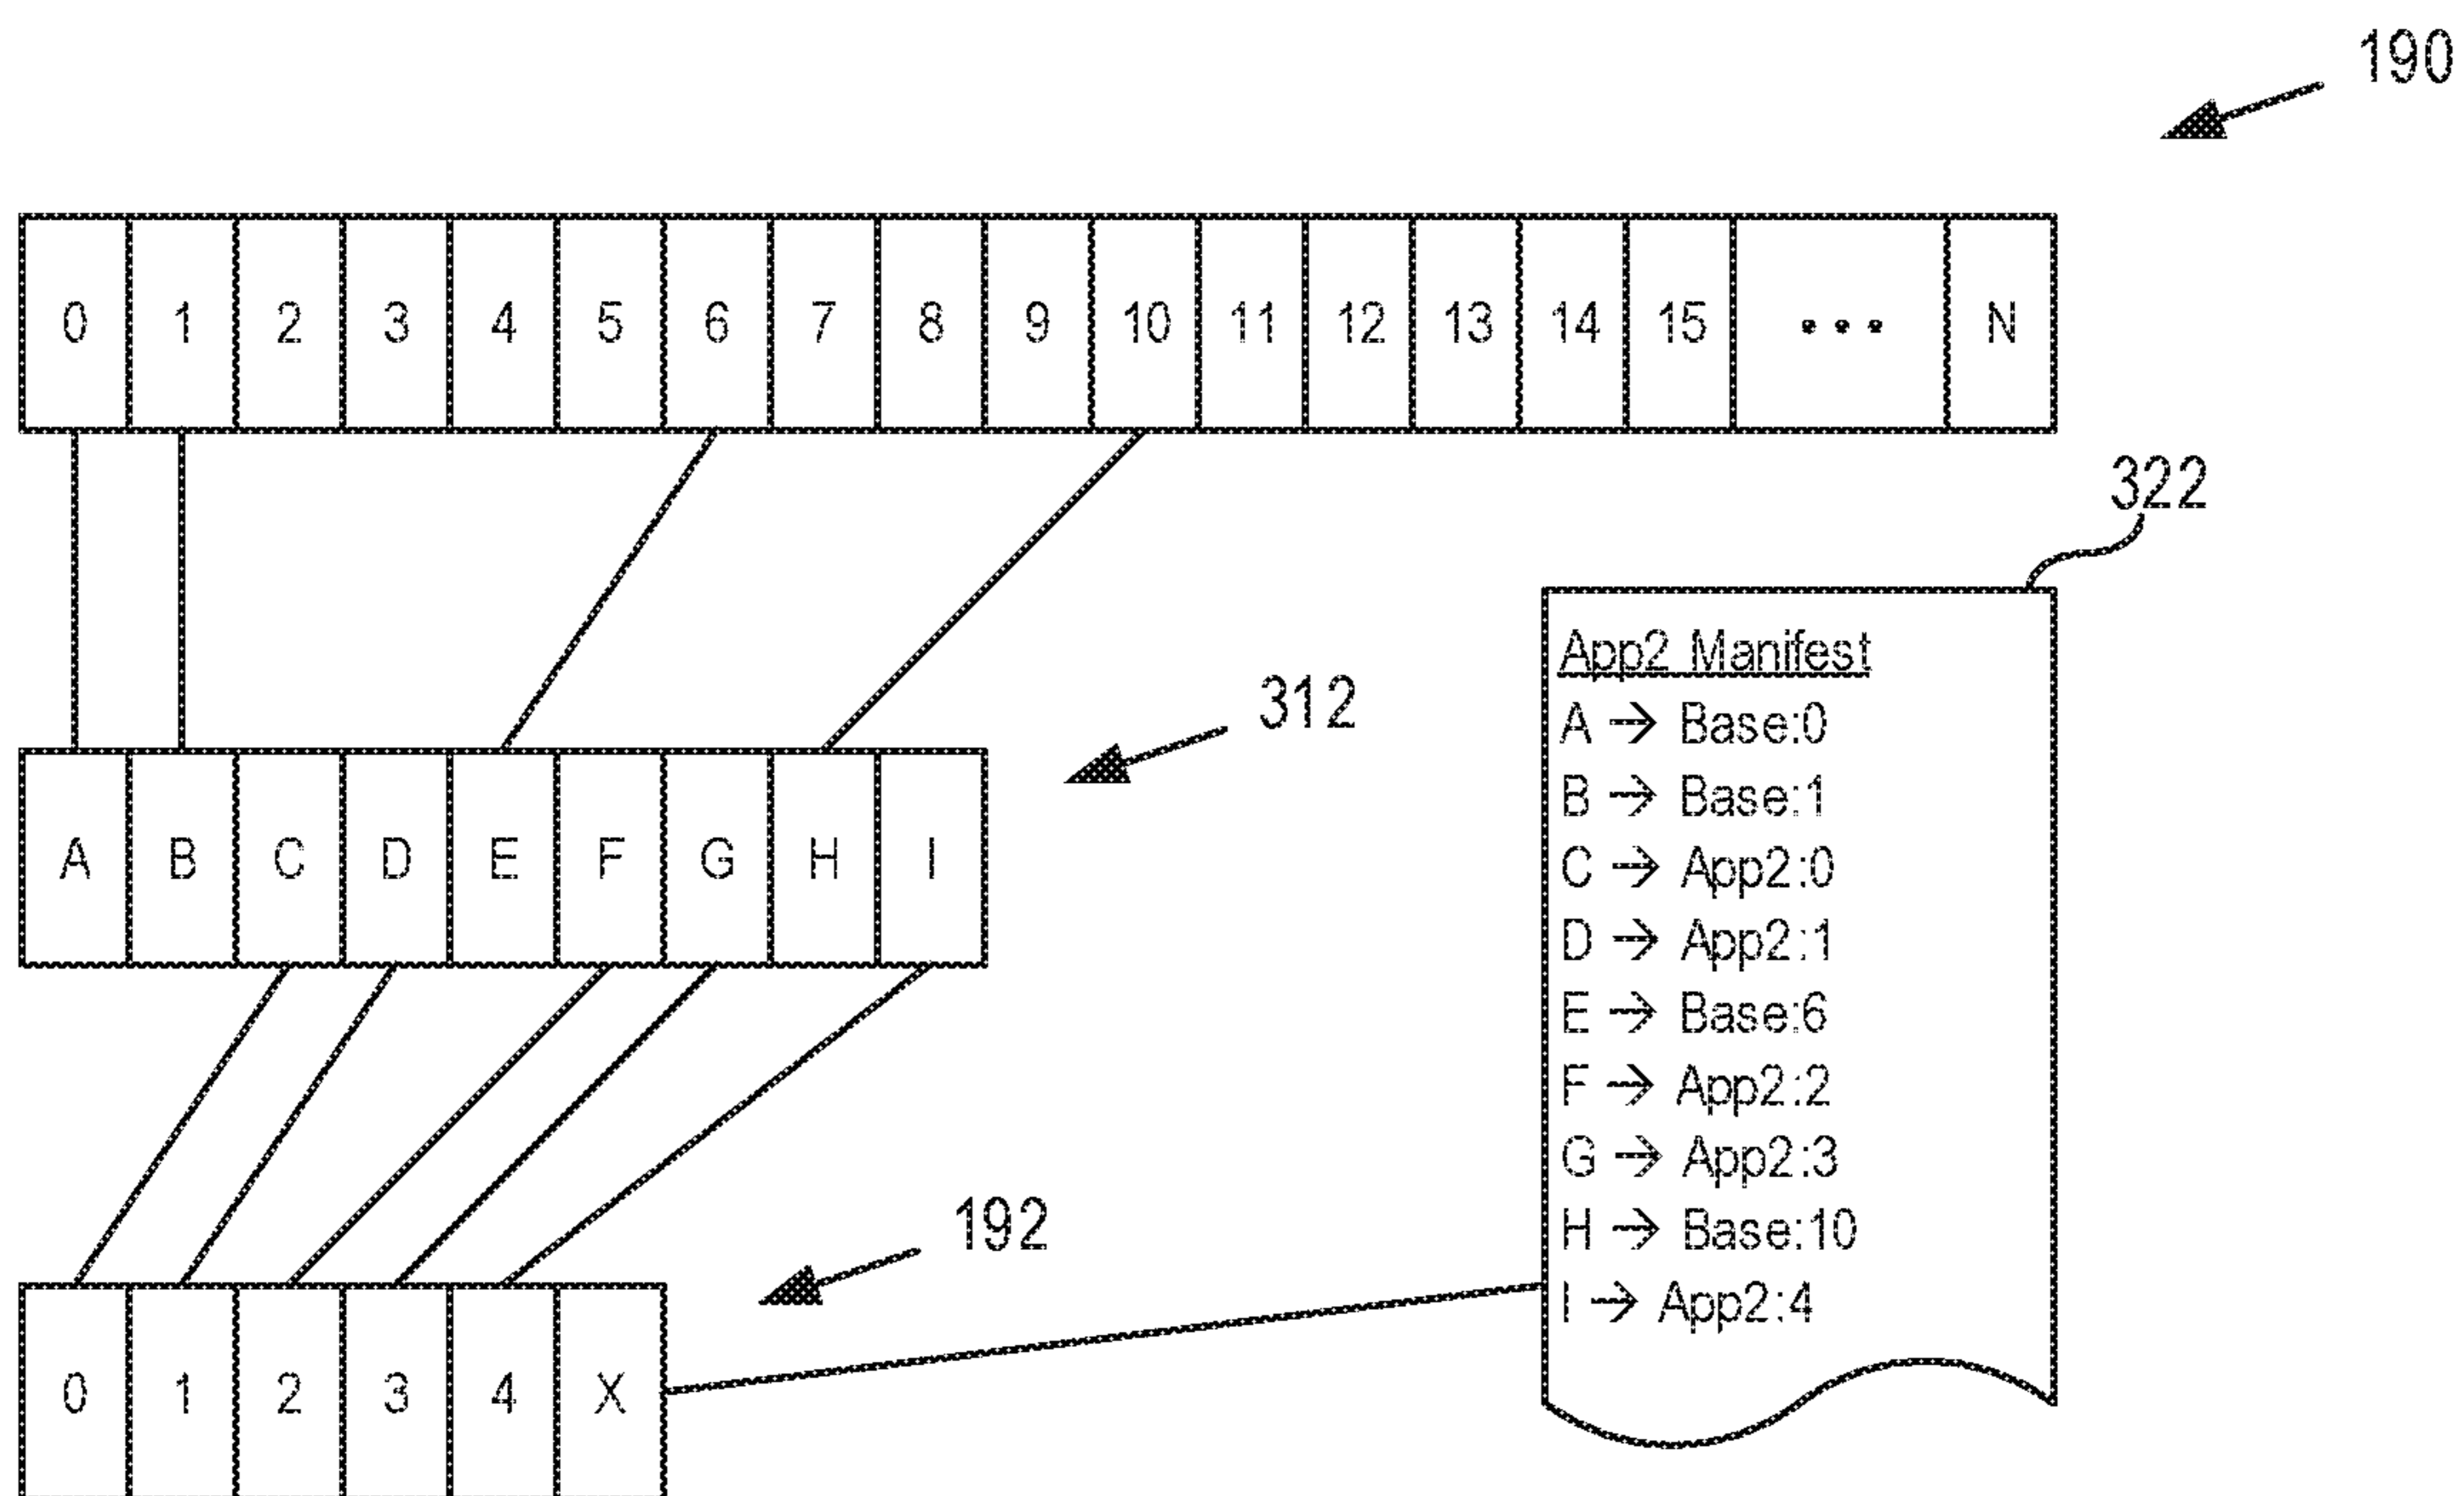 190
0 1 2 3 4 5 6 7 8 9 10 11 12 13 14 15 ••• N
322
312
App2 Manifest
A → Base:0
B → Base:1
C → App2:0
D → App2:1
E → Base:6
F → App2:2
G → App2:3
H → Base:10
I → App2:4
A B C D E F G H I
192
0 1 2 3 4 X